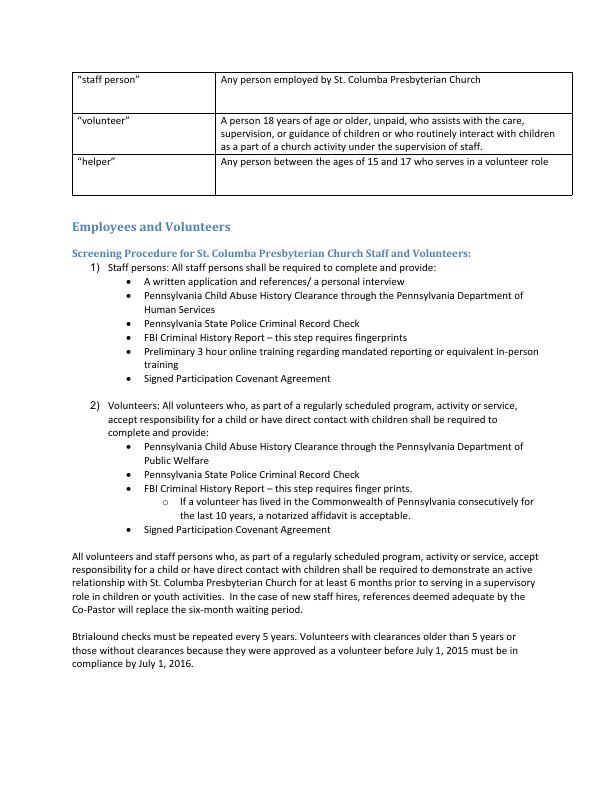 “staff person” Any person employed by St. Columba Presbyterian Church
“volunteer” A person 18 years of age or older, unpaid, who assists with the care,
supervision, or guidance of children or who routinely interact with children
as a part of a church activity under the supervision of staff.
“helper” Any person between the ages of 15 and 17 who serves in a volunteer role
Employees and Volunteers
Screening Procedure for St. Columba Presbyterian Church Staff and Volunteers:
1) Staff persons: All staff persons shall be required to complete and provide:
• A written application and references/ a personal interview
• Pennsylvania Child Abuse History Clearance through the Pennsylvania Department of
Human Services
• Pennsylvania State Police Criminal Record Check
• FBI Criminal History Report – this step requires fingerprints
• Preliminary 3 hour online training regarding mandated reporting or equivalent in-person
training
• Signed Participation Covenant Agreement
2) Volunteers: All volunteers who, as part of a regularly scheduled program, activity or service,
accept responsibility for a child or have direct contact with children shall be required to
complete and provide:
• Pennsylvania Child Abuse History Clearance through the Pennsylvania Department of
Public Welfare
• Pennsylvania State Police Criminal Record Check
• FBI Criminal History Report – this step requires finger prints.
o If a volunteer has lived in the Commonwealth of Pennsylvania consecutively for
the last 10 years, a notarized affidavit is acceptable.
• Signed Participation Covenant Agreement
All volunteers and staff persons who, as part of a regularly scheduled program, activity or service, accept
responsibility for a child or have direct contact with children shall be required to demonstrate an active
relationship with St. Columba Presbyterian Church for at least 6 months prior to serving in a supervisory
role in children or youth activities.  In the case of new staff hires, references deemed adequate by the
Co-Pastor will replace the six-month waiting period.
Btrialound checks must be repeated every 5 years. Volunteers with clearances older than 5 years or
those without clearances because they were approved as a volunteer before July 1, 2015 must be in
compliance by July 1, 2016.